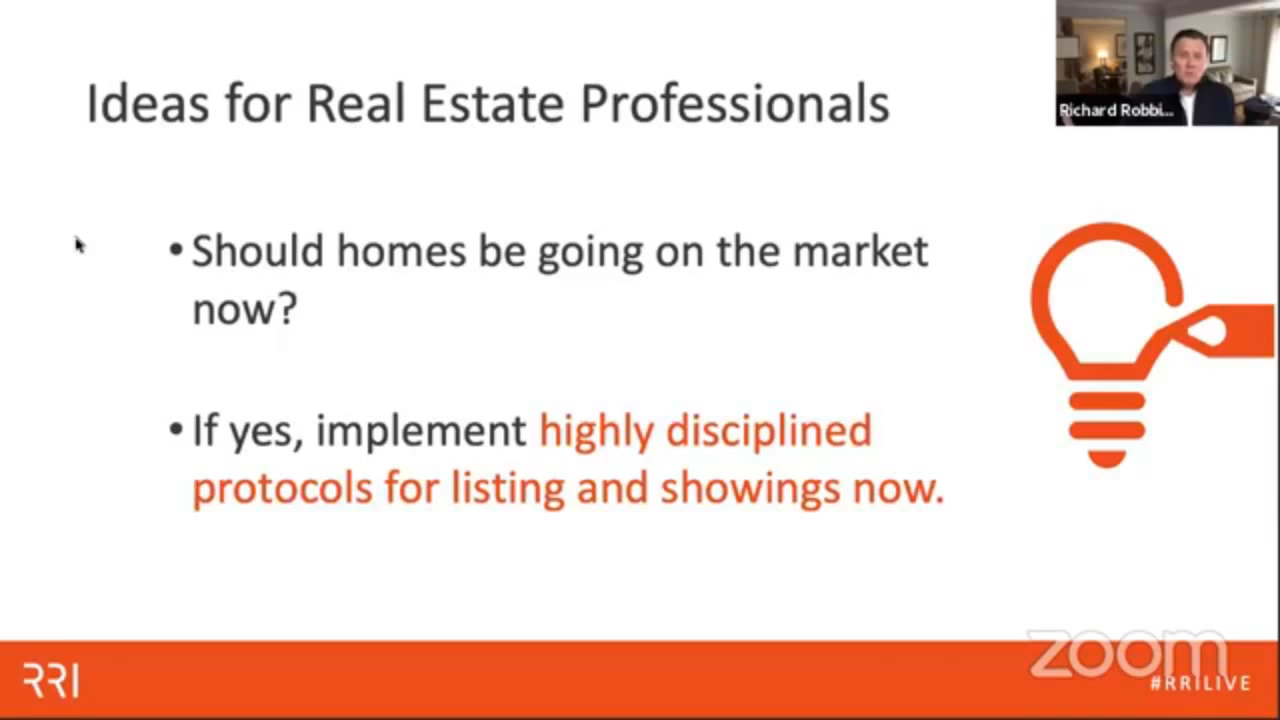 Ideas for Real Estate Professionals
Richard Robbi...
• Should homes be going on the market
now?
• If yes, implement highly disciplined
protocols for listing and showings now.
RRI
zoom
#RRILIVE